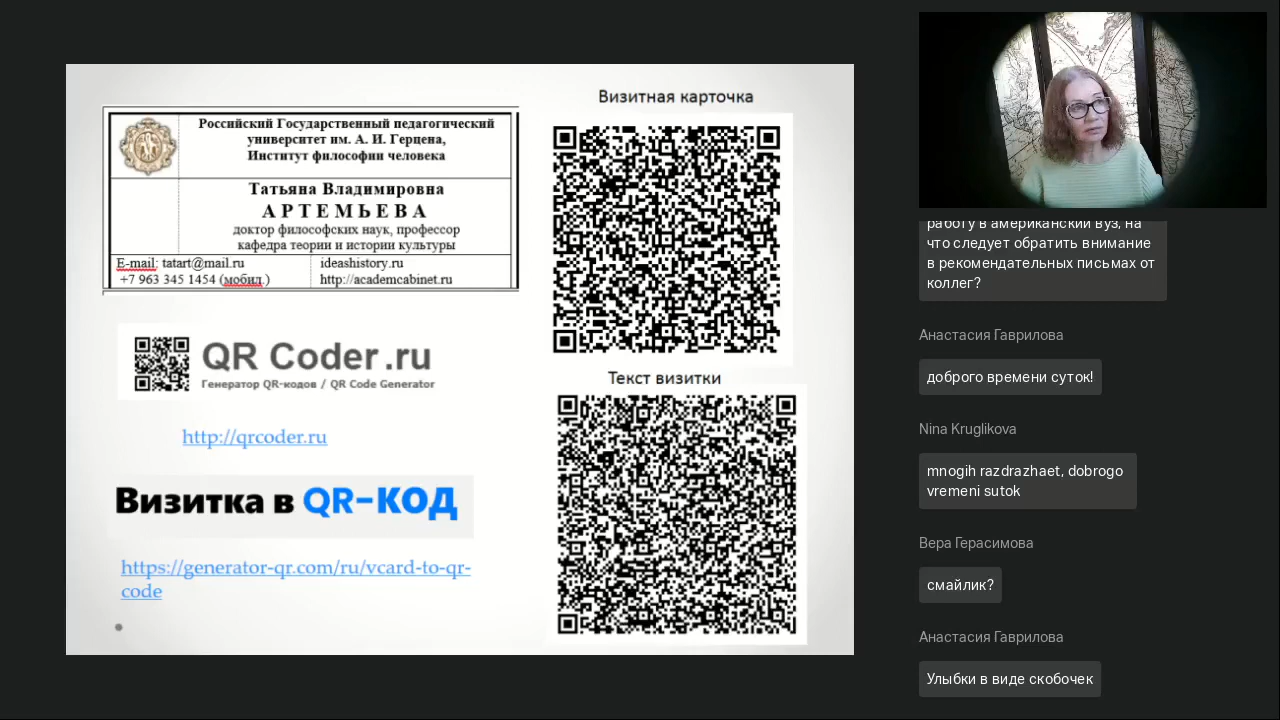 Российский Государственный педагогический
университет им. А. И. Герцена,
Институт философии человека
Татьяна Владимировна
АРТЕМЬЕВА
доктор философских наук, профессор
кафедра теории и истории культуры
E-mail: tatart@mail.ru
+7 963 345 1454 (мобил.)
ideashistory.ru
http://academcabinet.ru
QR Coder.ru
Генератор QR-кодов / QR Code Generator
http://qrcoder.ru
Визитка в QR-КОД
https://generator-qr.com/ru/vcard-to-qr-
code
Визитная карточка
Текст визитки
работу в американский вуз, на
что следует обратить внимание
в рекомендательных письмах от
коллег?
Анастасия Гаврилова
доброго времени суток!
Nina Kruglikova
mnogih razdrazhaet, dobrogo
vremeni sutok
Вера Герасимова
смайлик?
Анастасия Гаврилова
Улыбки в виде скобочек